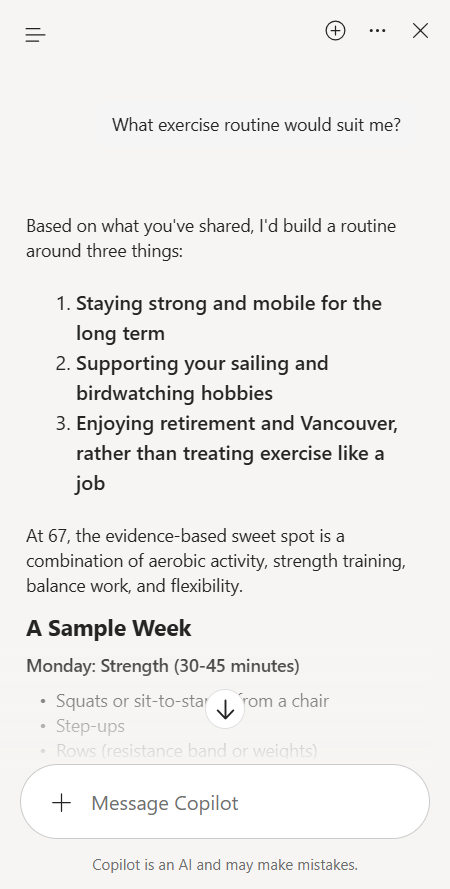 What exercise routine would suit me?
Based on what you've shared, I'd build a routine
around three things:
1. Staying strong and mobile for the
long term
2. Supporting your sailing and
birdwatching hobbies
3. Enjoying retirement and Vancouver,
rather than treating exercise like a
job
At 67, the evidence-based sweet spot is a
combination of aerobic activity, strength training,
balance work, and flexibility.
A Sample Week
Monday: Strength (30-45 minutes)
• Squats or from a chair
• Step-ups
• Rows (resistance band or weights)
Message Copilot
Copilot is an AI and may make mistakes.